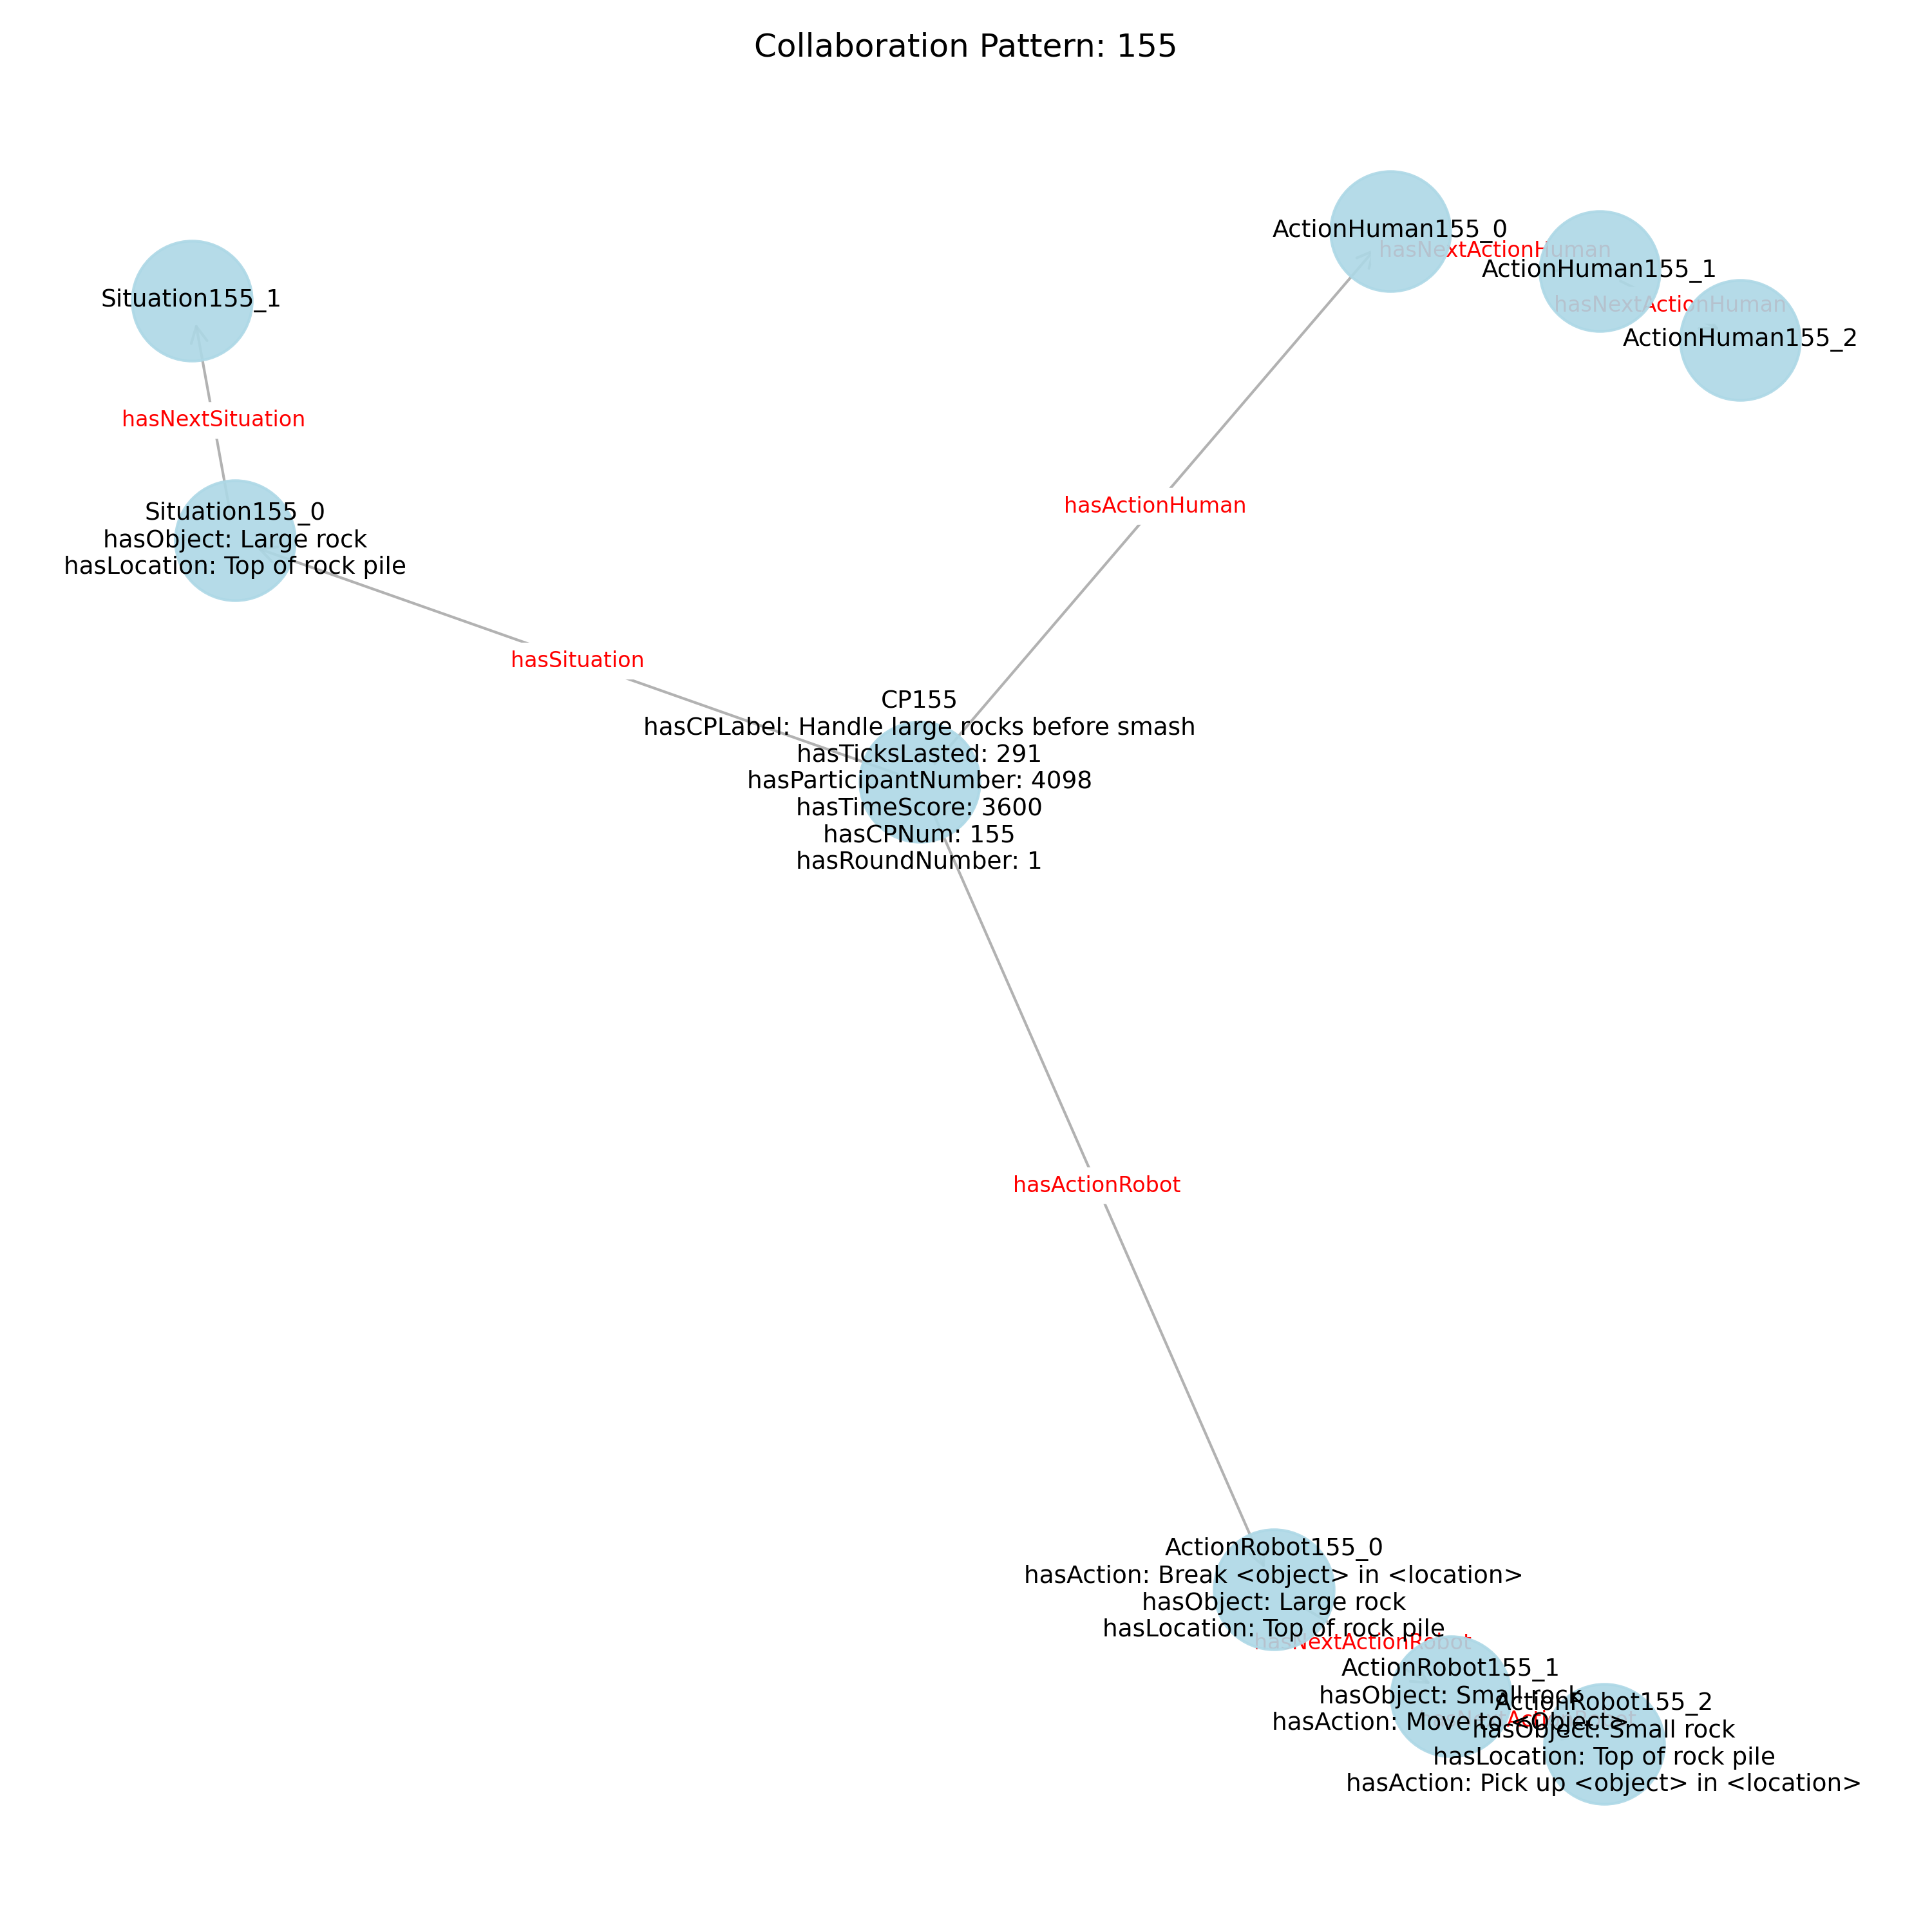 Collaboration Pattern: 155
ActionHuman155_0
hasNextActionHuman
ActionHuman155_1
hasNextActionHuman
ActionHuman155_2
Situation155_1
hasNextSituation
Situation155_0
hasObject: Large rock
hasLocation: Top of rock pile
hasActionHuman
hasSituation
CP155
hasCPLabel: Handle large rocks before smash
hasTicksLasted: 291
hasParticipantNumber: 4098
hasTimeScore: 3600
hasCPNum: 155
hasRoundNumber: 1
hasActionRobot
ActionRobot155_0
hasAction: Break <object> in <location>
hasObject: Large rock
hasLocation: Top of rock pile
hasNextActionRobot
ActionRobot155_1
hasObject: Small rock
hasAction: Move to <object>
hasNextActionRobot
ActionRobot155_2
hasObject: Small rock
hasLocation: Top of rock pile
hasAction: Pick up <object> in <location>